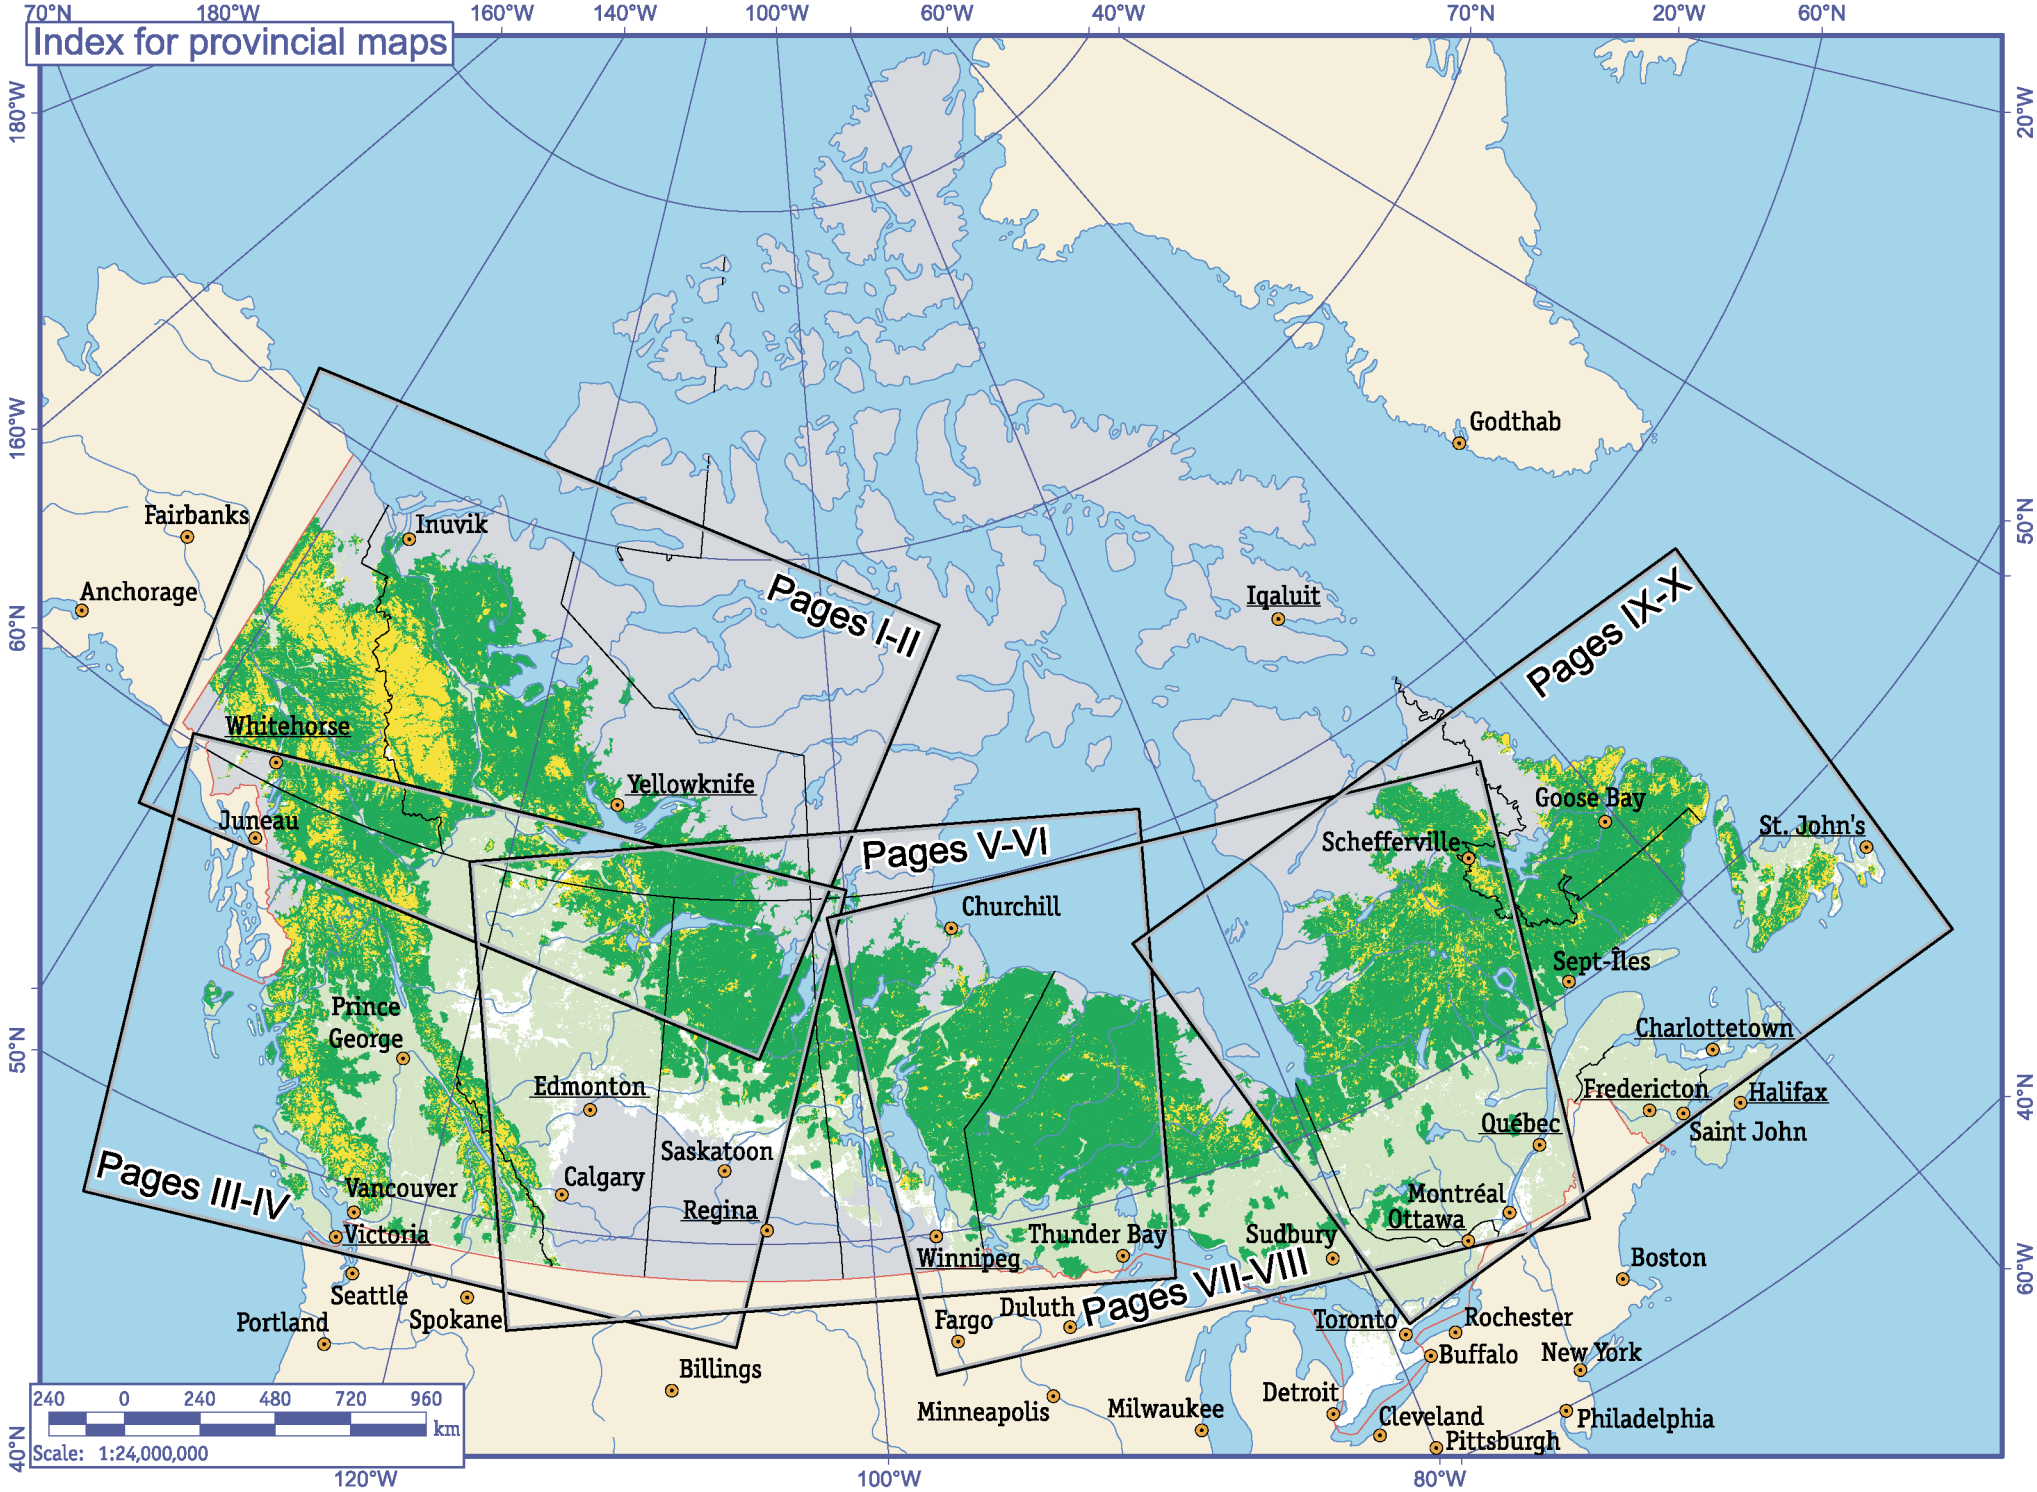 70°N 180°W 160°W 140°W 100°W 60°W 40°W 70°N 20°W 60°N
Index for provincial maps
180°W
20°W
160°W
Godthab
50°N
Fairbanks
Inuvik
Anchorage
Pages I-II
Iqaluit
Pages IX-X
60°N
Whitehorse
Yellowknife
Juneau
Pages V-VI
Goose Bay
Schefferville
St. John's
Churchill
Sept-Îles
Prince
George
50°N
Edmonton
Charlottetown
Fredericton
Halifax
40°N
Québec
Saint John
Saskatoon
Calgary
Pages III-IV
Vancouver
Regina
Montréal
Ottawa
Victoria
Winnipeg
Thunder Bay
Sudbury
Boston
60°W
Pages VII-VIII
Seattle
Spokane
Portland
Fargo
Duluth
Toronto
Rochester
Buffalo
New York
Billings
Minneapolis
Milwaukee
Detroit
Cleveland
Philadelphia
Pittsburgh
240 0 240 480 720 960
km
Scale: 1:24,000,000
40°N
120°W 100°W 80°W